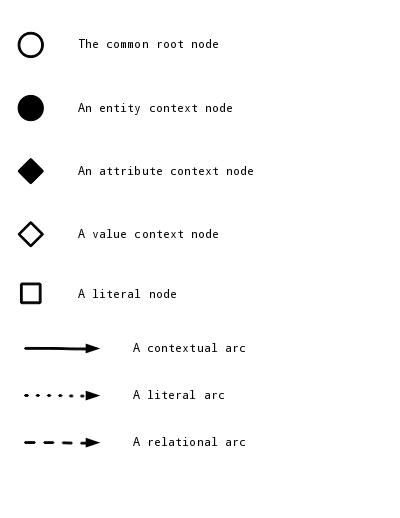 The common root node
An entity context node
An attribute context node
A value context node
A literal node
A contextual arc
A literal arc
A relational arc